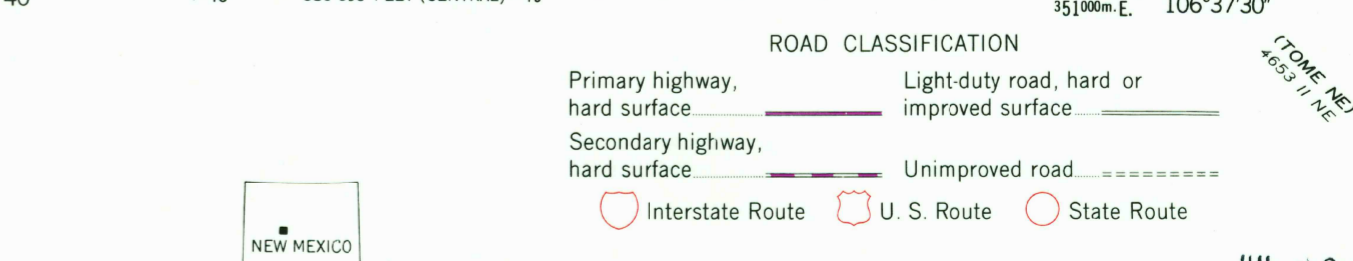 351000m.E. 106°37'30"
ROAD CLASSIFICATION
Primary highway,
hard surface
Light-duty road, hard or
improved surface
Secondary highway,
hard surface
Unimproved road
Interstate Route
U. S. Route
State Route
(TOME NE)
4653 II NE
NEW MEXICO